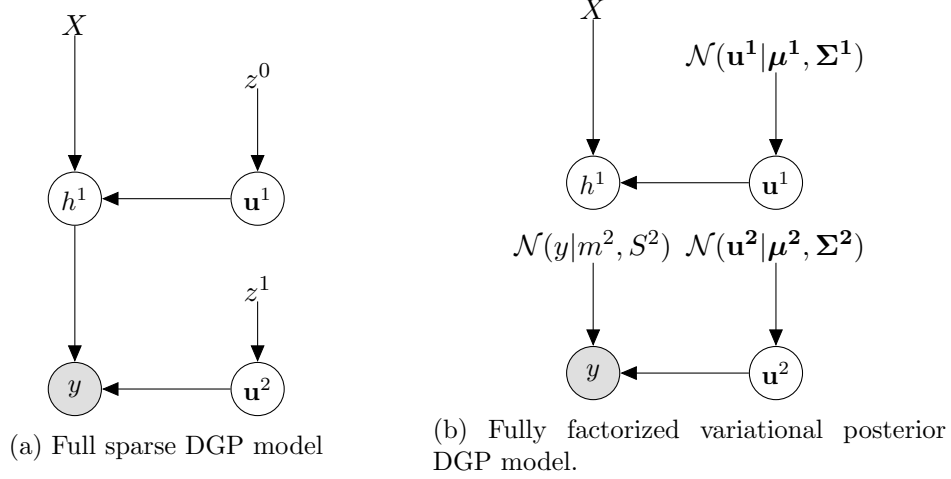 X
z^0
h^1
u^1
z^1
y
u^2
(a) Full sparse DGP model
X
N(u^1|μ^1, Σ^1)
h^1
u^1
N(y|m^2, S^2)
N(u^2|μ^2, Σ^2)
y
u^2
(b) Fully factorized variational posterior
DGP model.